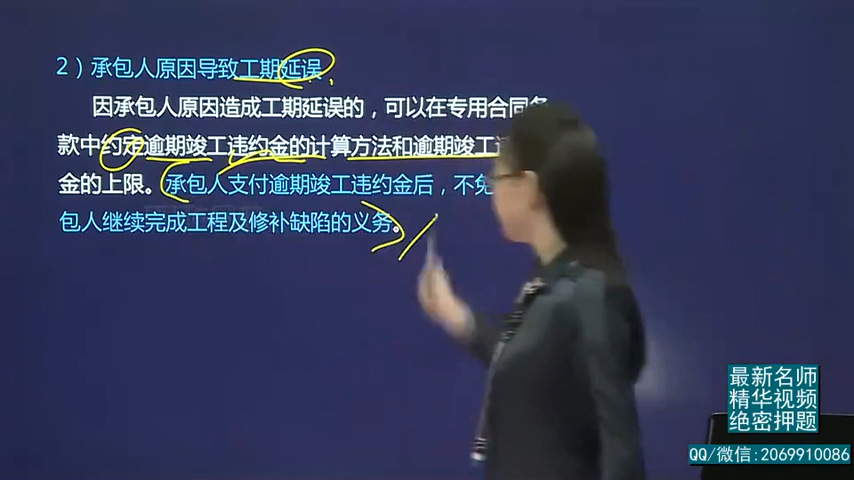 2）承包人原因导致工期延误
因承包人原因造成工期延误的，可以在专用合同条
款中约定逾期竣工违约金的计算方法和逾期竣工
金的上限。承包人支付逾期竣工违约金后，不免
包人继续完成工程及修补缺陷的义务。
最新名师
精华视频
绝密押题
QQ/微信:2069910086